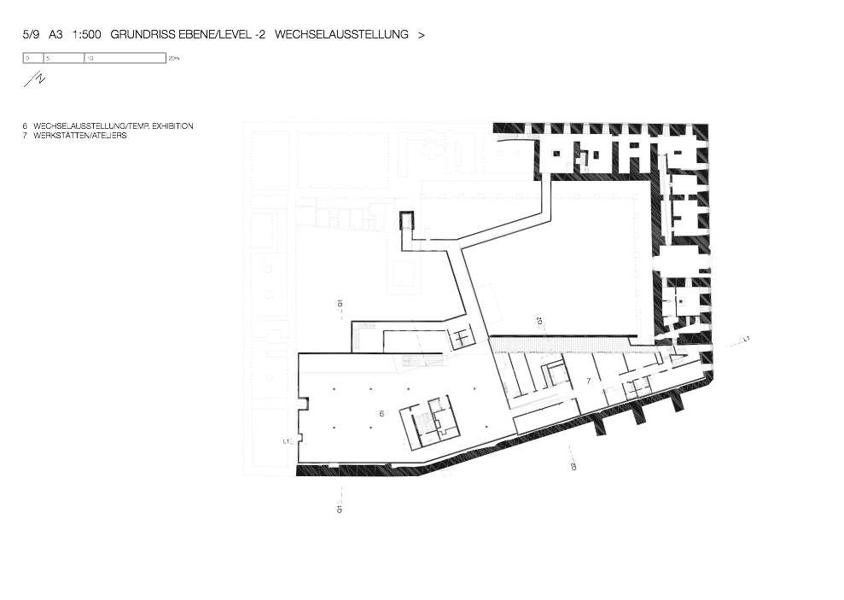 5/9 A3 1:500 GRUNDRISS EBENE/LEVEL -2 WECHSELAUSSTELLUNG >
0 5 10 20m
N
6 WECHSELAUSSTELLUNG/TEMP. EXHIBITION
7 WERKSTÄTTEN/ATELIERS
Q1
Q2
L1
7
6
L1
Q2
Q1